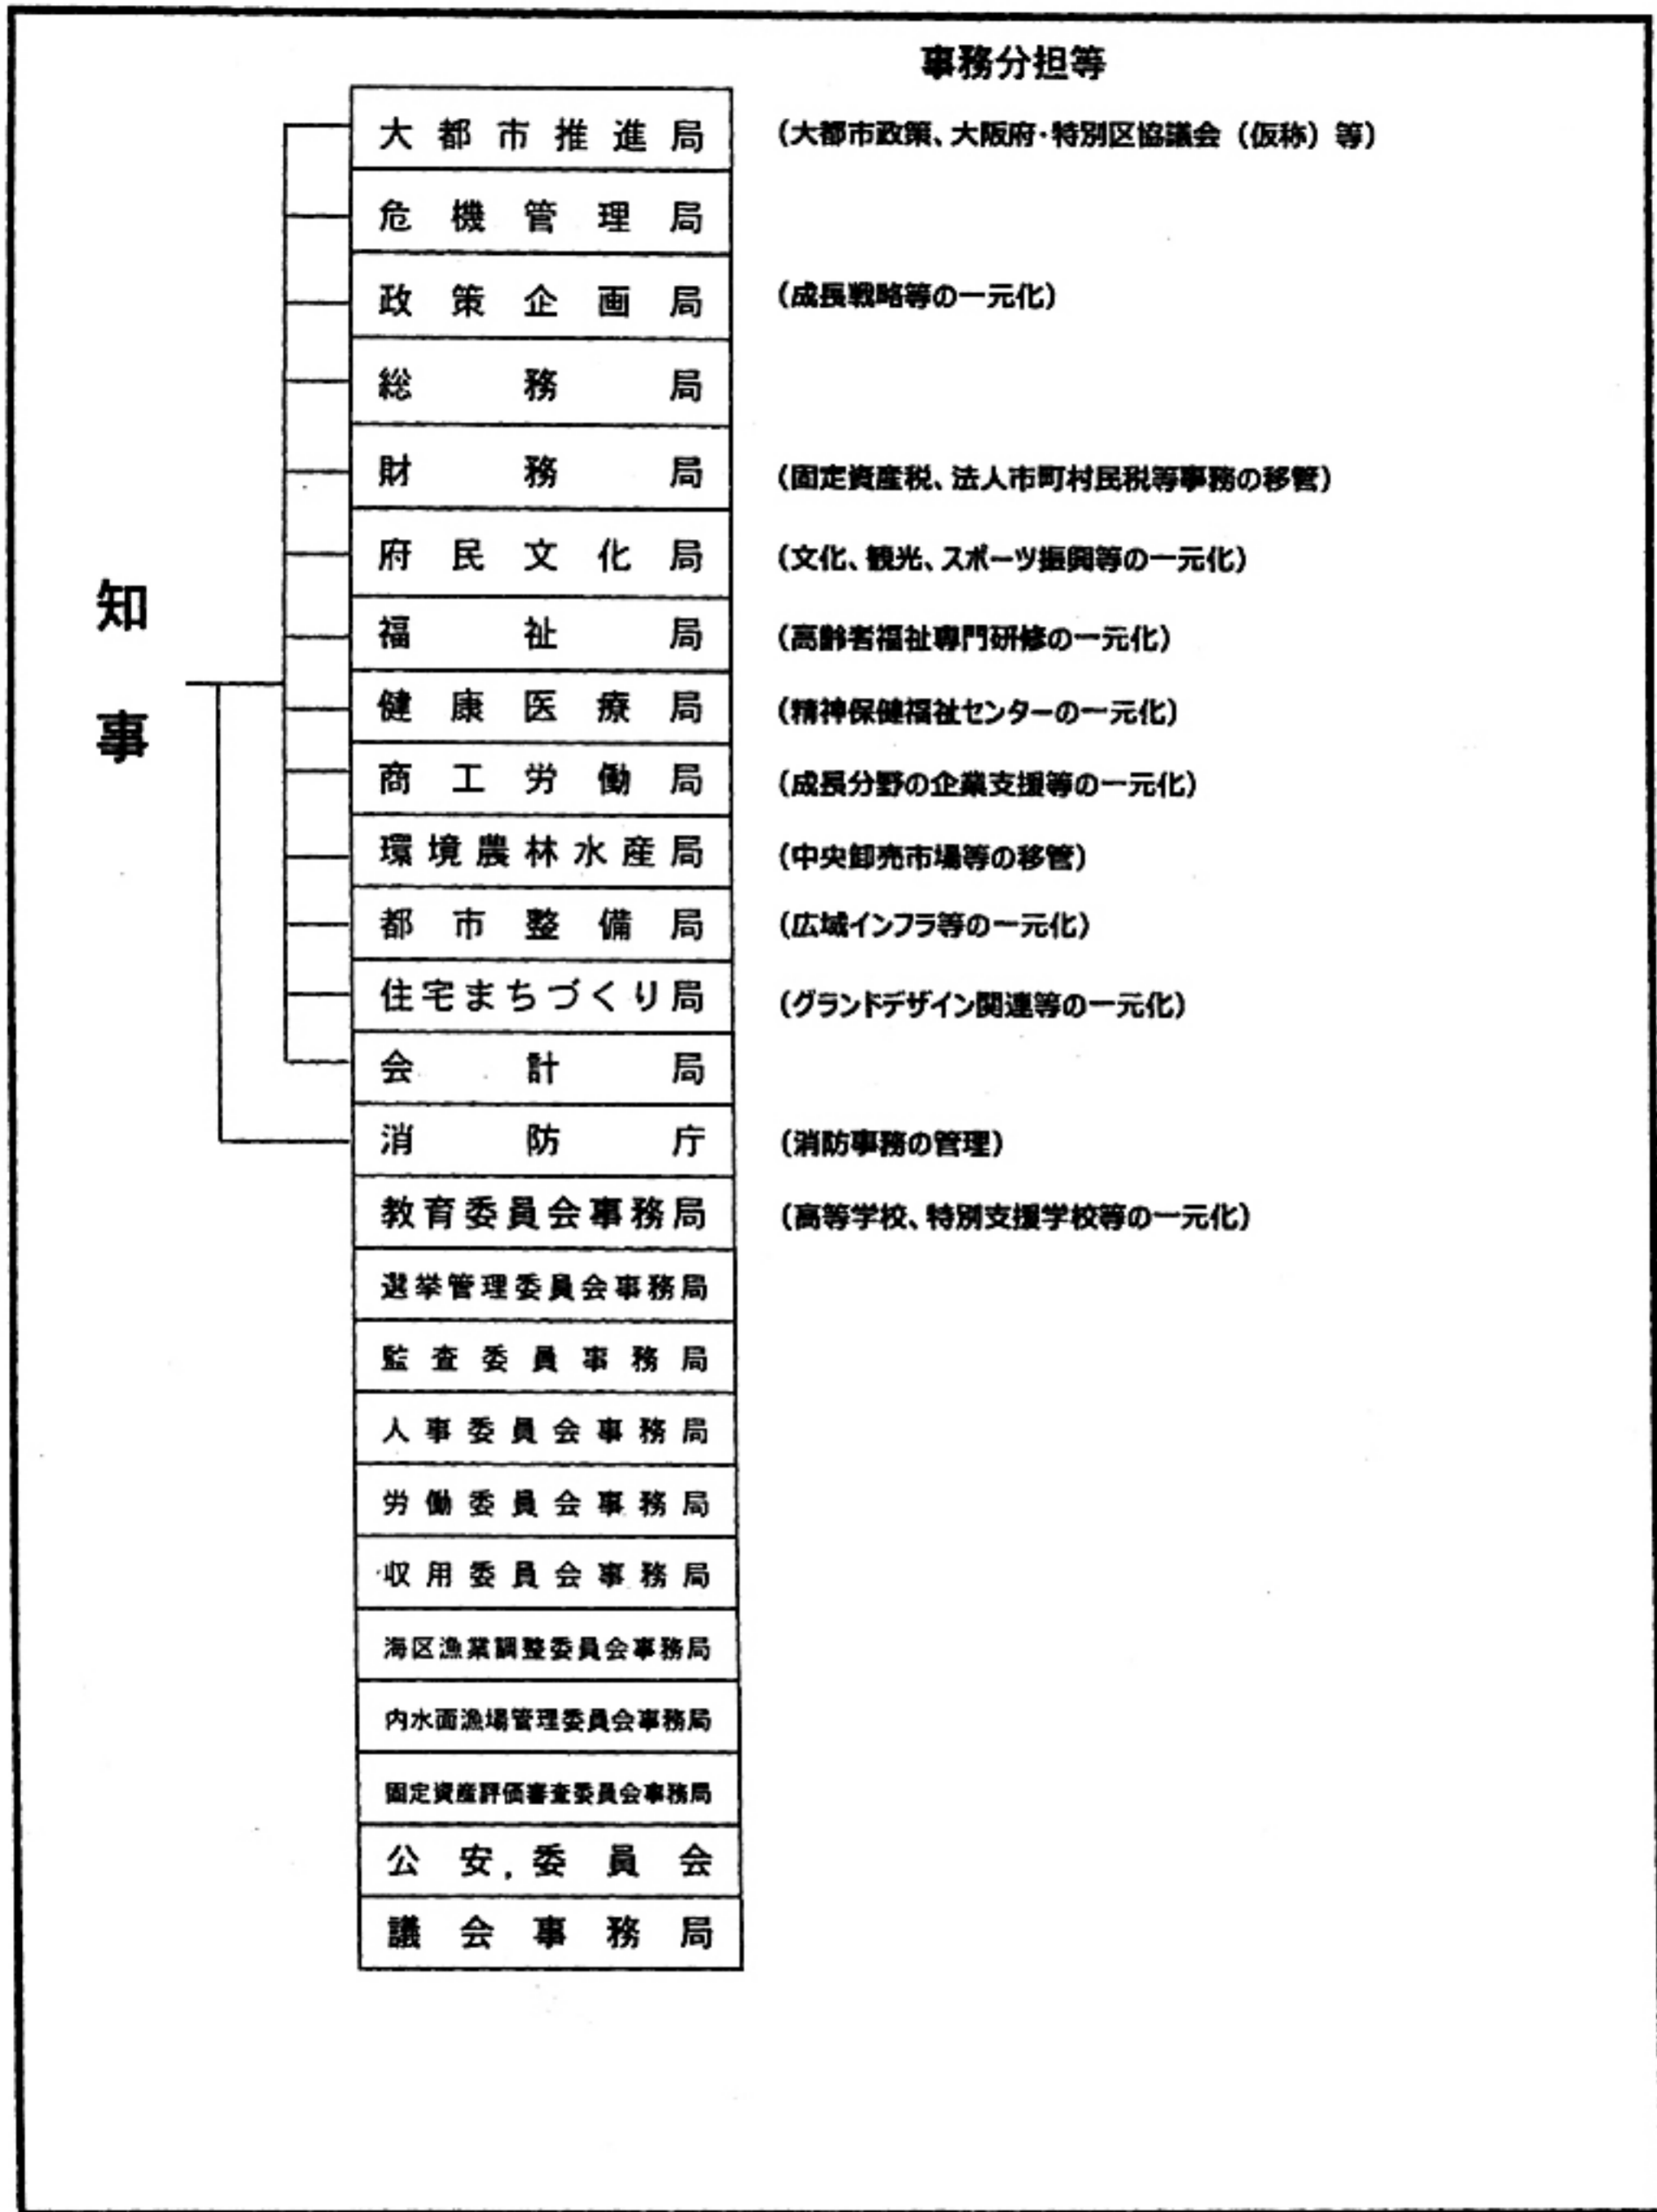 事務分担等
大都市推進局 (大都市政策、大阪府・特別区協議会（仮称）等)
危機管理局
政策企画局 (成長戦略等の一元化)
総務局
財務局 (固定資産税、法人市町村民税等事務の移管)
府民文化局 (文化、観光、スポーツ振興等の一元化)
福祉局 (高齢者福祉専門研修の一元化)
知事
健康医療局 (精神保健福祉センターの一元化)
商工労働局 (成長分野の企業支援等の一元化)
環境農林水産局 (中央卸売市場等の移管)
都市整備局 (広域インフラ等の一元化)
住宅まちづくり局 (グランドデザイン関連等の一元化)
会計局
消防庁 (消防事務の管理)
教育委員会事務局 (高等学校、特別支援学校等の一元化)
選挙管理委員会事務局
監査委員事務局
人事委員会事務局
労働委員会事務局
収用委員会事務局
海区漁業調整委員会事務局
内水面漁場管理委員会事務局
固定資産評価審査委員会事務局
公安委員会
議会事務局